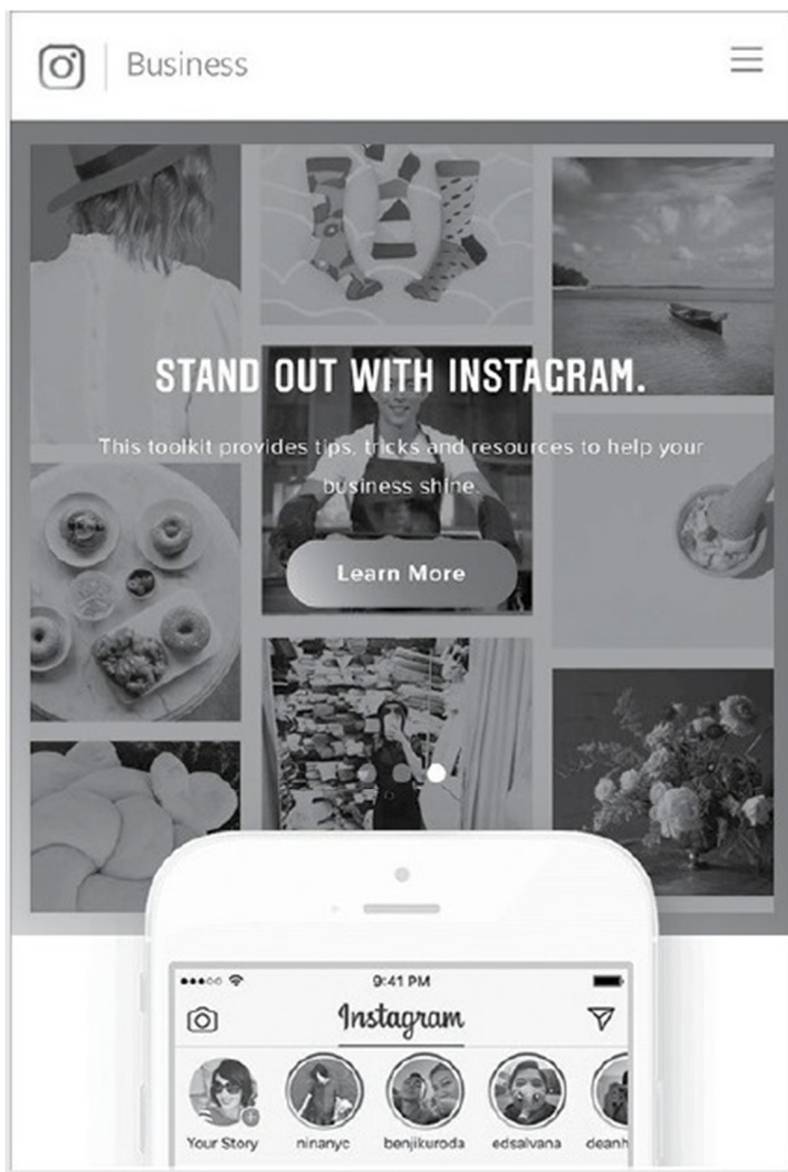 Business
STAND OUT WITH INSTAGRAM.
This toolkit provides tips, tricks and resources to help your
business shine.
Learn More
9:41 PM
Instagram
Your Story ninanyc benjikuroda edsalvana deanh